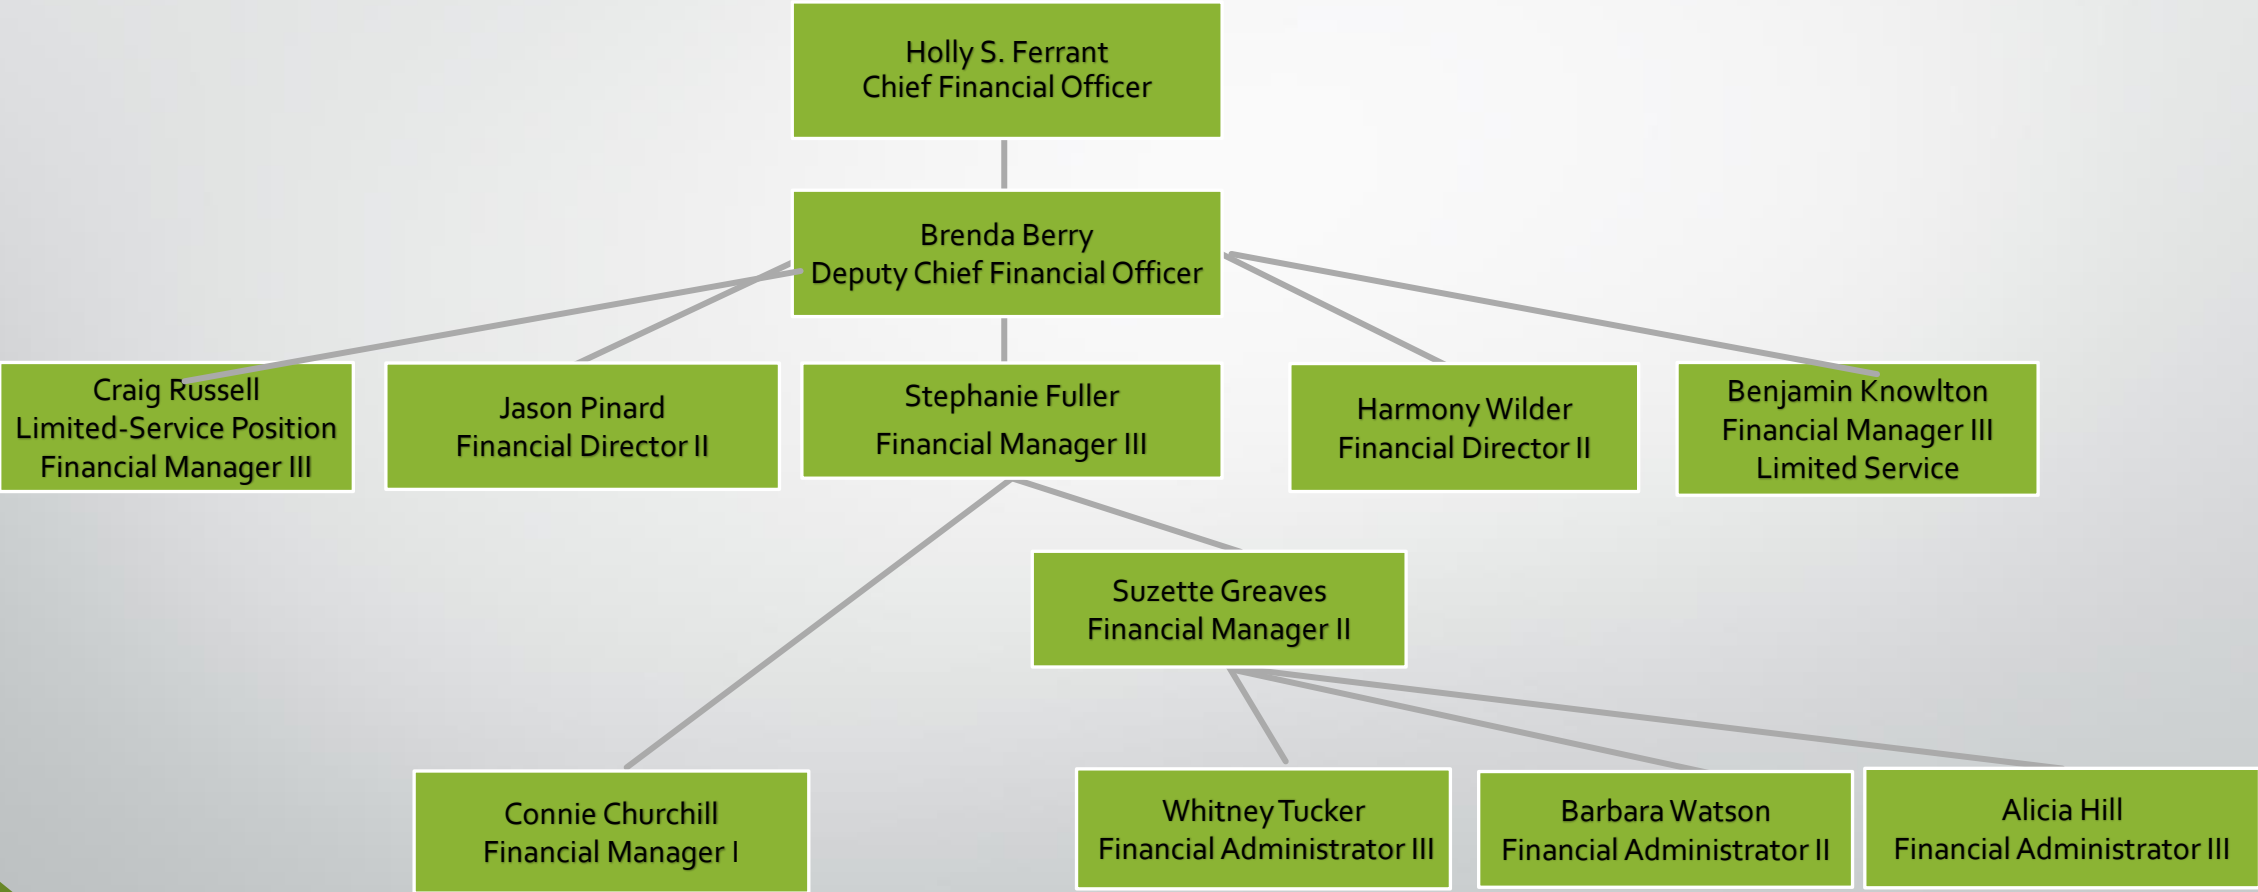 Holly S. Ferrant
Chief Financial Officer
Brenda Berry
Deputy Chief Financial Officer
Craig Russell
Limited-Service Position
Financial Manager III
Jason Pinard
Financial Director II
Stephanie Fuller
Financial Manager III
Harmony Wilder
Financial Director II
Benjamin Knowlton
Financial Manager III
Limited Service
Suzette Greaves
Financial Manager II
Connie Churchill
Financial Manager I
Whitney Tucker
Financial Administrator III
Barbara Watson
Financial Administrator II
Alicia Hill
Financial Administrator III